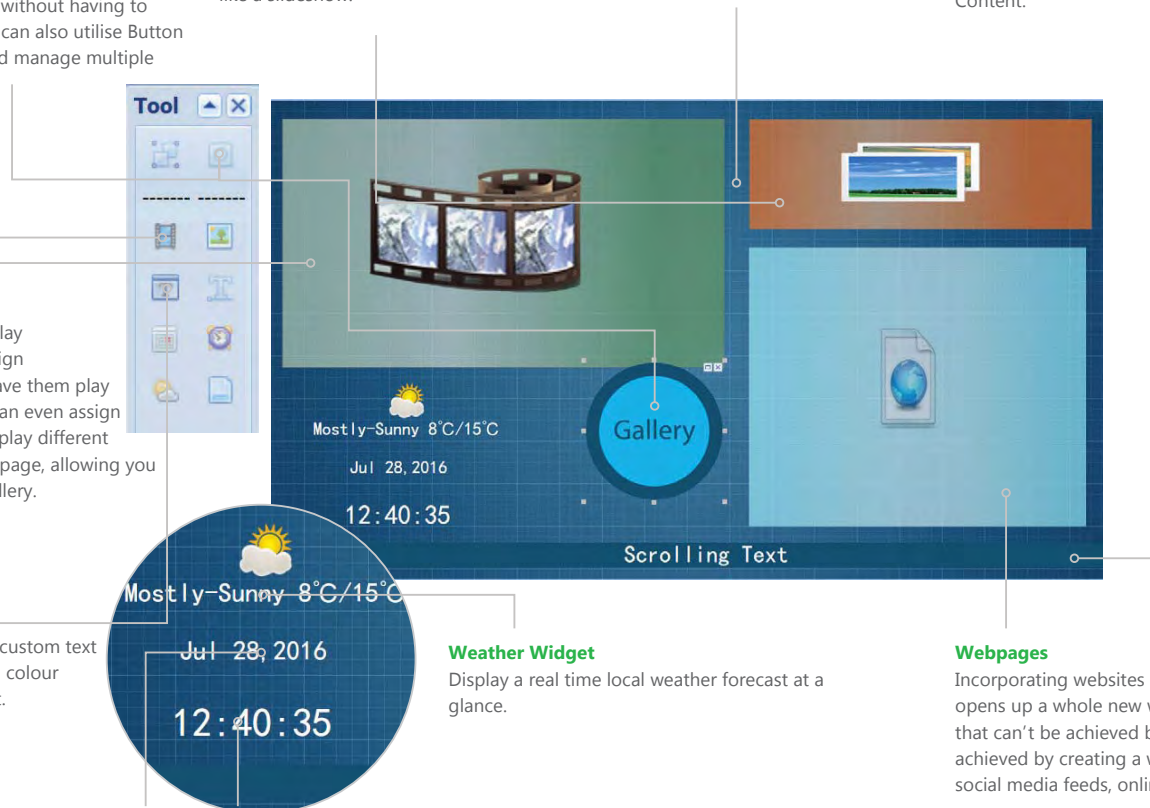 without having to
can also utilise Button
d manage multiple
like a slideshow.
Content.
Tool
lay
ign
ave them play
an even assign
play different
page, allowing you
llery.
Mostly-Sunny 8°C/15°C
Jul 28,2016
12:40:35
Gallery
Scrolling Text
custom text
colour
Mostly-Sunny 8°C/15°C
Jul 28, 2016
12:40:35
Weather Widget
Display a real time local weather forecast at a
glance.
Webpages
Incorporating websites
opens up a whole new
that can't be achieved
achieved by creating a
social media feeds,